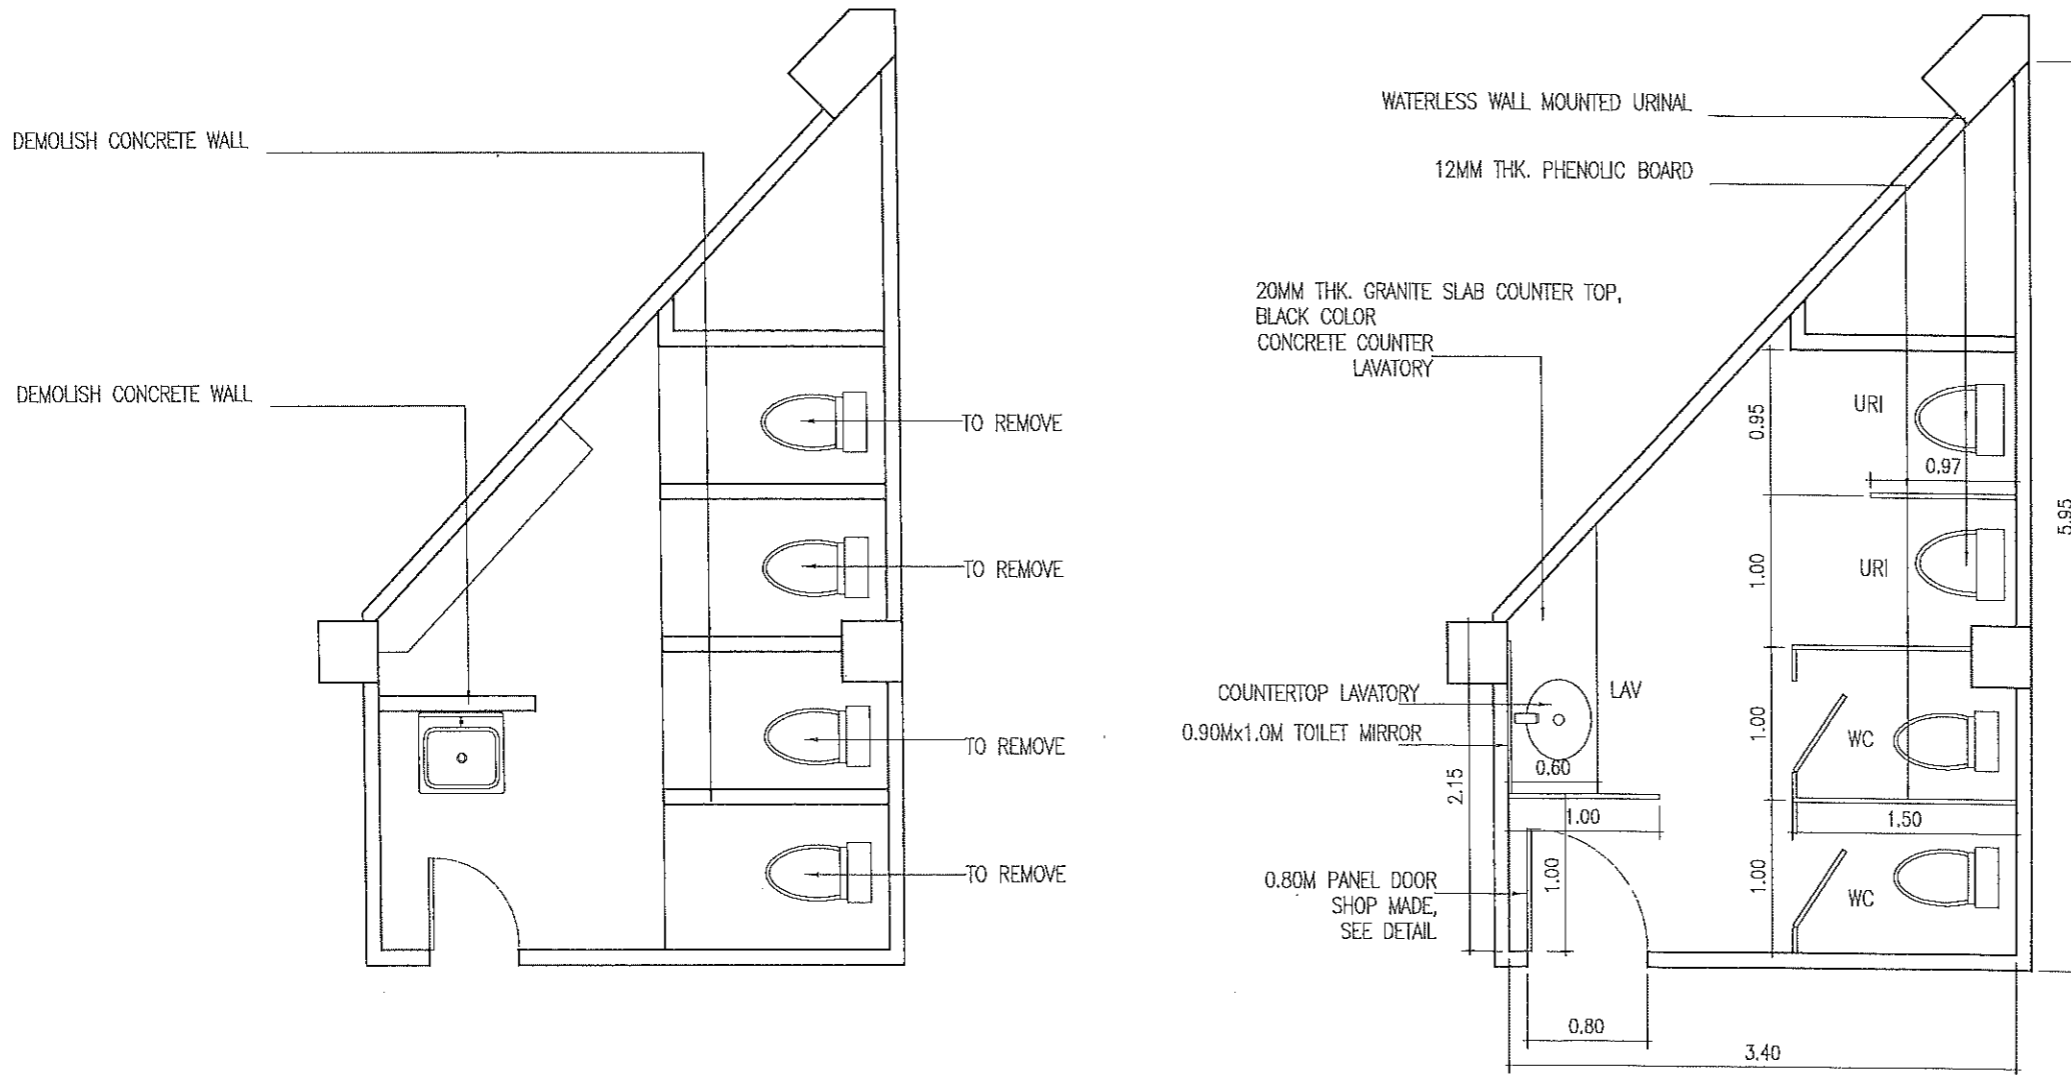 DEMOLISH CONCRETE WALL
DEMOLISH CONCRETE WALL
TO REMOVE
TO REMOVE
TO REMOVE
TO REMOVE
WATERLESS WALL MOUNTED URINAL
12MM THK. PHENOLIC BOARD
20MM THK. GRANITE SLAB COUNTER TOP,
BLACK COLOR
CONCRETE COUNTER
LAVATORY
COUNTERTOP LAVATORY
0.90Mx1.0M TOILET MIRROR
0.80M PANEL DOOR
SHOP MADE,
SEE DETAIL
URI
0.95
0.97
5.95
URI
1.00
LAV
WC
1.00
0.60
2.15
1.00
1.50
1.00
WC
1.00
0.80
3.40